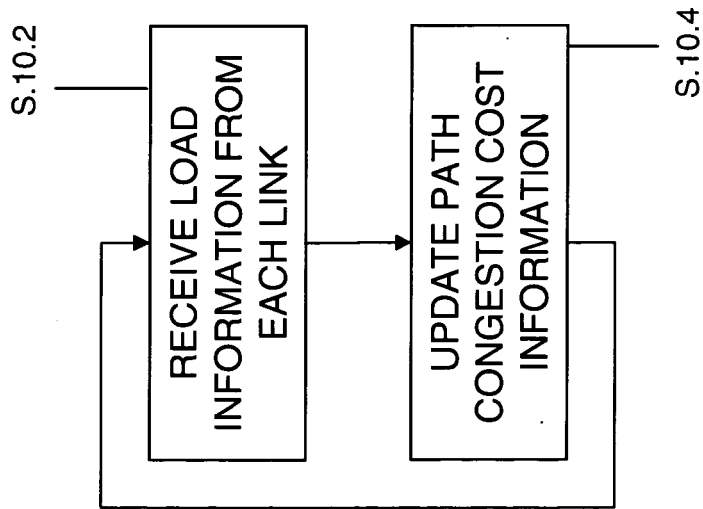 S.10.2
RECEIVE LOAD
INFORMATION FROM
EACH LINK
UPDATE PATH
CONGESTION COST
INFORMATION
S.10.4